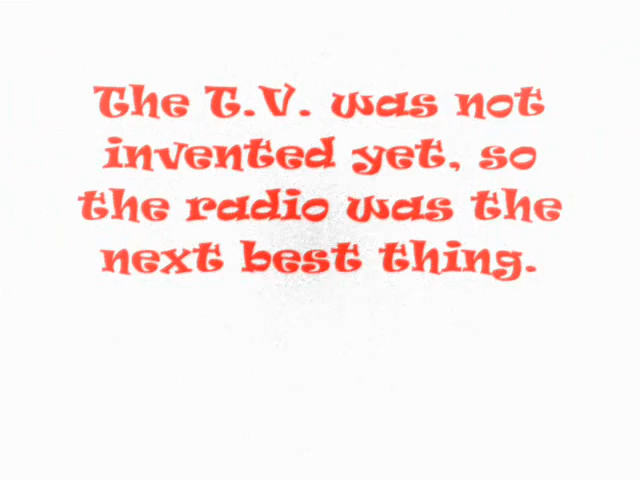 The T.V. was not
invented yet, so
the radio was the
next best thing.